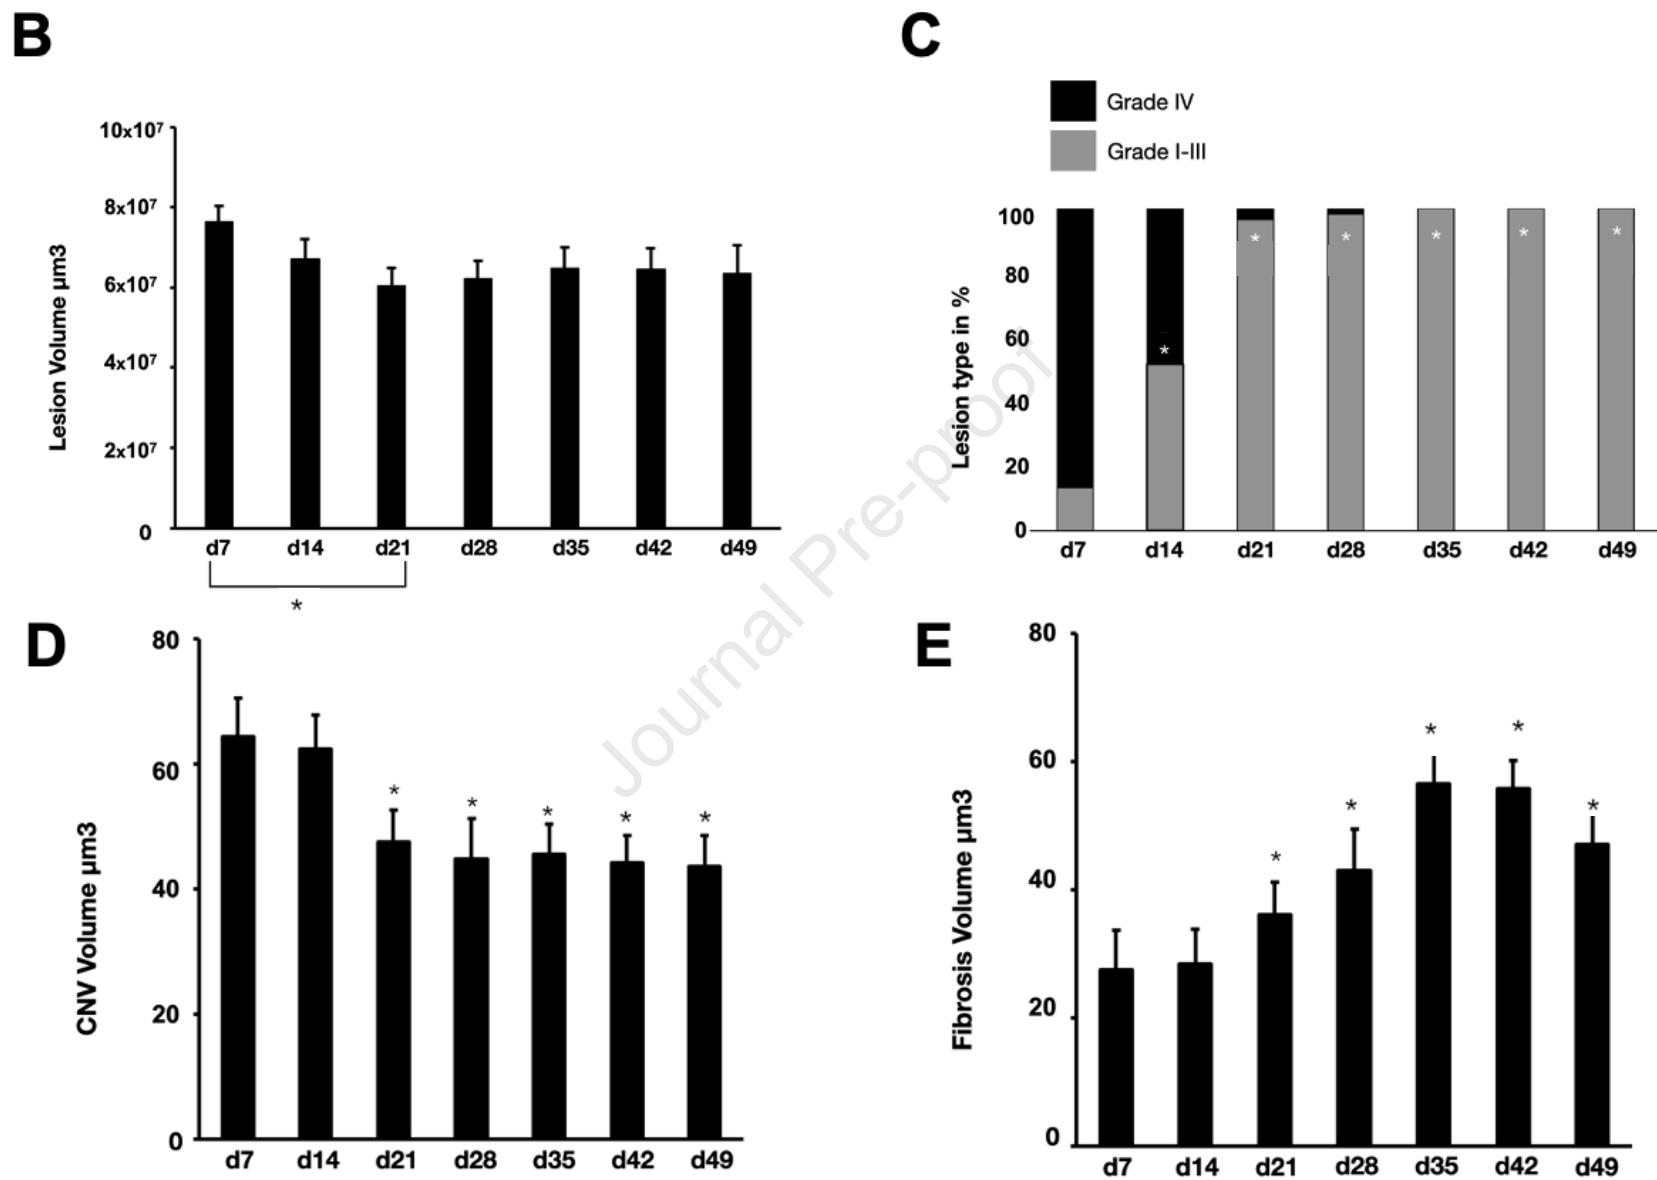 B
10x10⁷
8x10⁷
6x10⁷
4x10⁷
2x10⁷
0
Lesion Volume µm3
d7 d14 d21 d28 d35 d42 d49
*
C
Grade IV
Grade I-III
100
80
60
40
20
0
Lesion type in %
* * * * * *
d7 d14 d21 d28 d35 d42 d49
D
80
60
40
20
0
CNV Volume µm3
* * * * *
d7 d14 d21 d28 d35 d42 d49
E
80
60
40
20
0
Fibrosis Volume µm3
* * * * *
d7 d14 d21 d28 d35 d42 d49
Journal Pre-proof